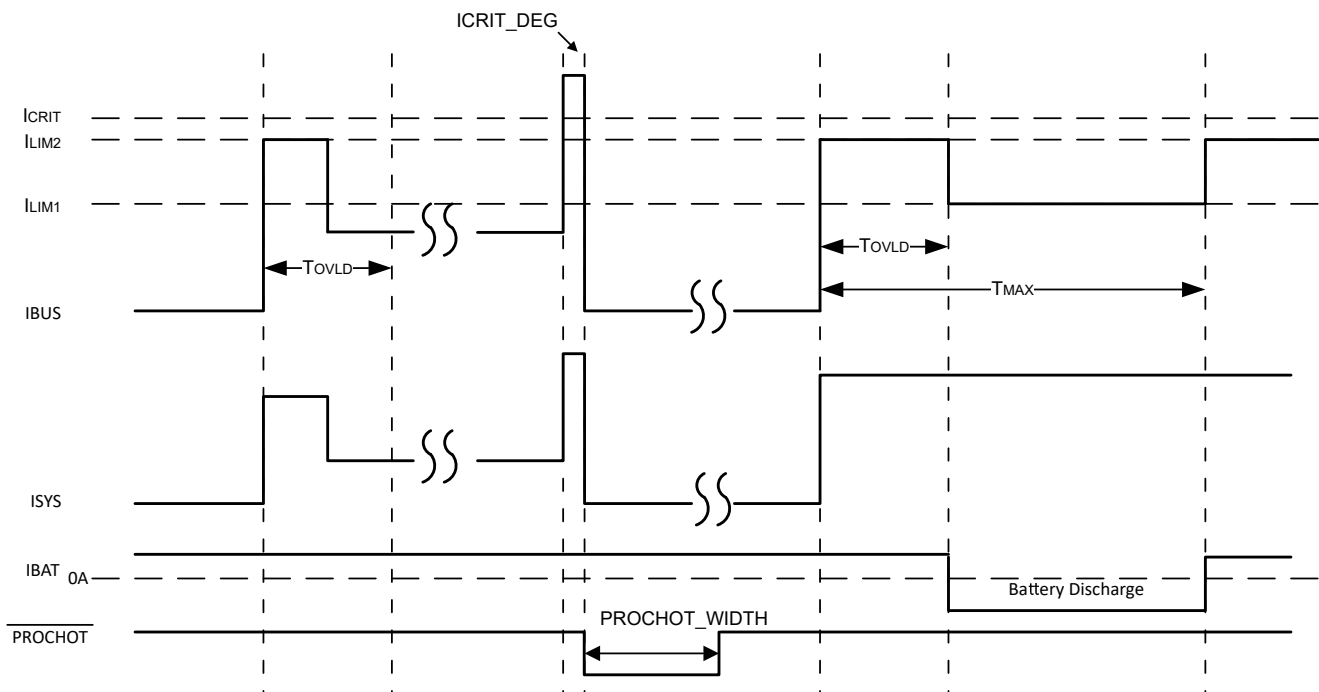 ICRIT_DEG
ICRIT
ILIM2
ILIM1
TOVLD
TOVLD
TMAX
IBUS
ISYS
IBAT
0A
Battery Discharge
PROCHOT_WIDTH
PROCHOT